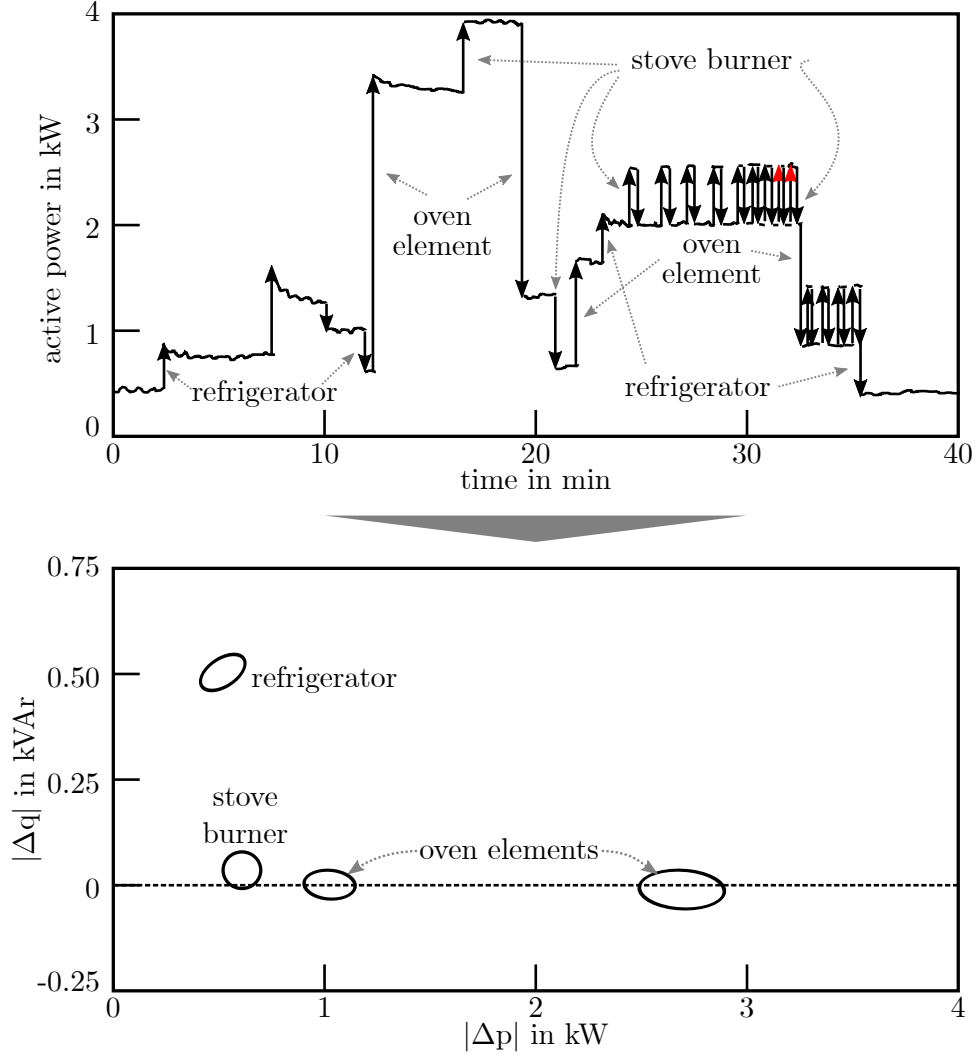 4
3
2
1
0
active power in kW
stove burner
oven
element
oven
element
refrigerator
refrigerator
0
10
20
30
40
time in min
0.75
0.50
0.25
0
-0.25
|Δq| in kVAr
refrigerator
stove
burner
oven elements
0
1
2
3
4
|Δp| in kW